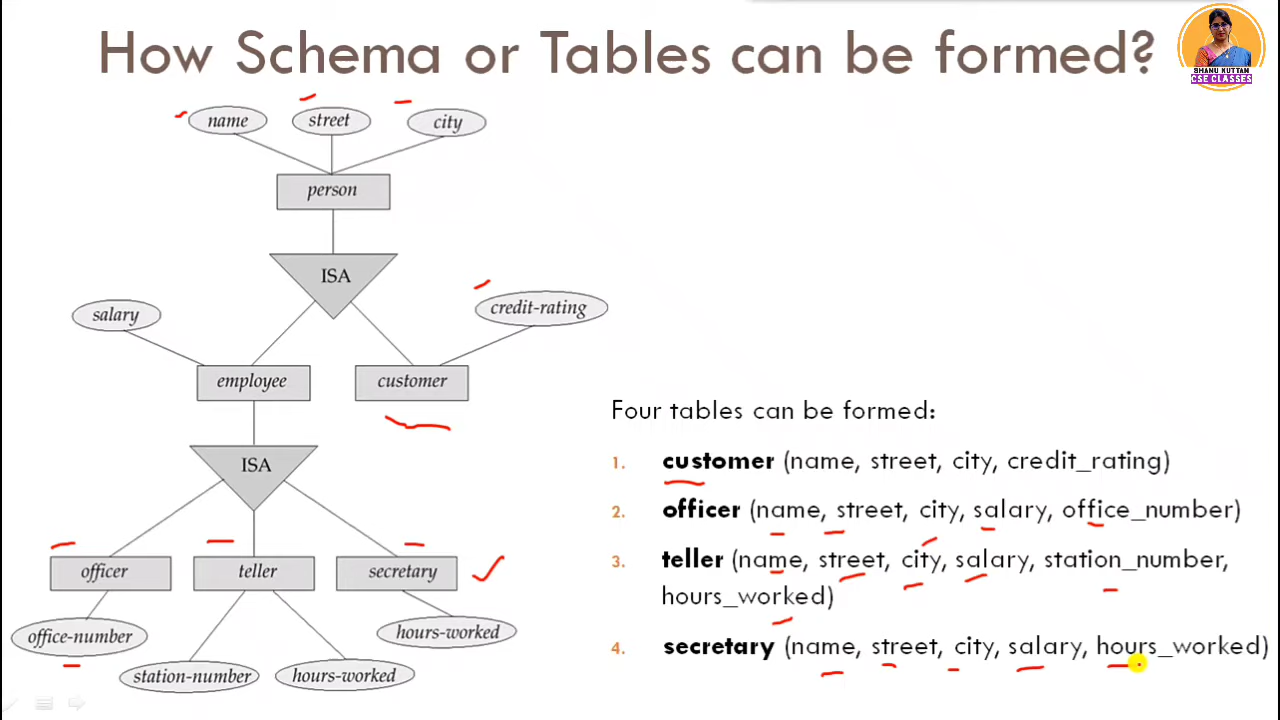 How Schema or Tables can be formed?
BHANU KUTTAN
CSE CLASSES
name
street
city
person
ISA
salary
credit-rating
employee
customer
ISA
officer
teller
secretary
office-number
hours-worked
station-number
hours-worked
Four tables can be formed:
1. customer (name, street, city, credit_rating)
2. officer (name, street, city, salary, office_number)
3. teller (name, street, city, salary, station_number,
hours_worked)
4. secretary (name, street, city, salary, hours_worked)